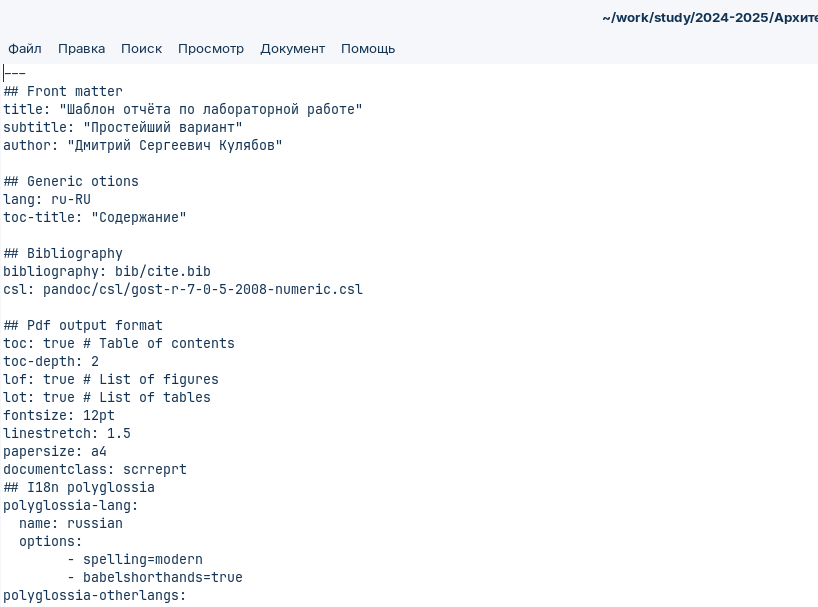 ~/work/study/2024-2025/Архите
Файл Правка Поиск Просмотр Документ Помощь
---
## Front matter
title: "Шаблон отчёта по лабораторной работе"
subtitle: "Простейший вариант"
author: "Дмитрий Сергеевич Кулябов"
## Generic otions
lang: ru-RU
toc-title: "Содержание"
## Bibliography
bibliography: bib/cite.bib
csl: pandoc/csl/gost-r-7-0-5-2008-numeric.csl
## Pdf output format
toc: true # Table of contents
toc-depth: 2
lof: true # List of figures
lot: true # List of tables
fontsize: 12pt
linestretch: 1.5
papersize: a4
documentclass: scrreprt
## I18n polyglossia
polyglossia-lang:
  name: russian
  options:
        - spelling=modern
        - babelshorthands=true
polyglossia-otherlangs: